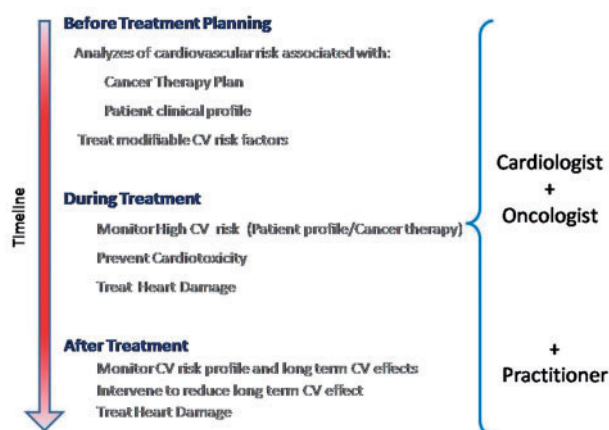 Before Treatment Planning
Analyzes of cardiovascular risk associated with:
Cancer Therapy Plan
Patient clinical profile
Treat modifiable CV risk factors
During Treatment
Monitor High CV risk (Patient profile/Cancer therapy)
Prevent Cardiotoxicity
Treat Heart Damage
After Treatment
Monitor CV risk profile and long term CV effects
Intervene to reduce long term CV effect
Treat Heart Damage
Timeline
Cardiologist
+
Oncologist
+
Practitioner